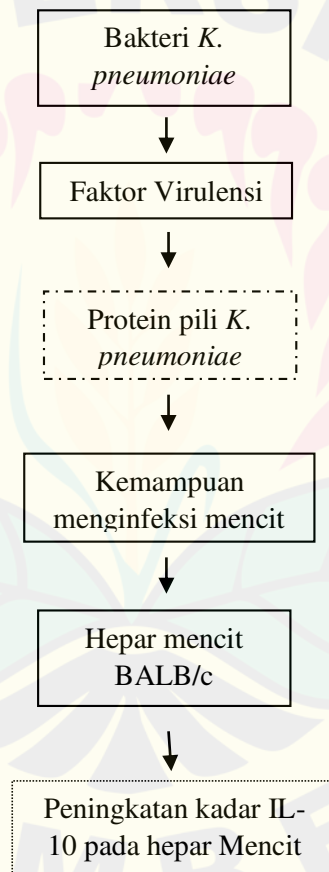 Bakteri K.
pneumoniae
Faktor Virulensi
Protein pili K.
pneumoniae
Kemampuan
menginfeksi mencit
Hepar mencit
BALB/c
Peningkatan kadar IL-
10 pada hepar Mencit